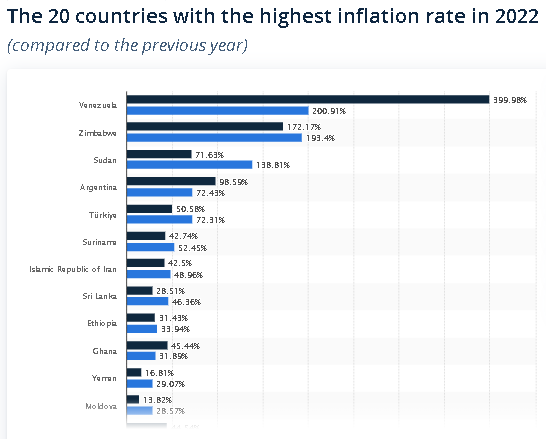 The 20 countries with the highest inflation rate in 2022
(compared to the previous year)
Venezuela
399.98%
200.91%
Zimbabwe
172.17%
193.4%
Sudan
71.63%
138.81%
Argentina
98.59%
72.43%
Türkiye
50.58%
72.31%
Suriname
42.74%
52.45%
Islamic Republic of Iran
42.5%
48.96%
Sri Lanka
28.51%
46.36%
Ethiopia
31.43%
33.94%
Ghana
45.44%
31.89%
Yemen
16.81%
29.07%
Moldova
13.82%
28.57%